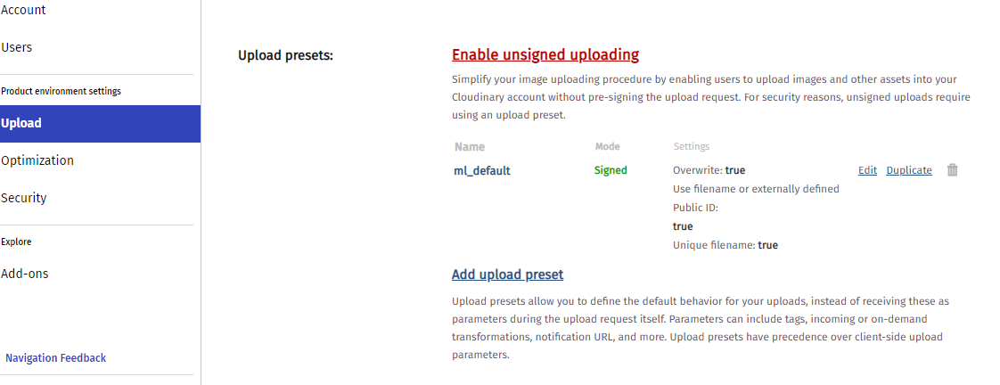 Account
Users
Product environment settings
Upload
Optimization
Security
Explore
Add-ons
Navigation Feedback
Upload presets:
Enable unsigned uploading
Simplify your image uploading procedure by enabling users to upload images and other assets into your
Cloudinary account without pre-signing the upload request. For security reasons, unsigned uploads require
using an upload preset.
Name Mode Settings
ml_default Signed Overwrite: true Edit Duplicate
Use filename or externally defined
Public ID:
true
Unique filename: true
Add upload preset
Upload presets allow you to define the default behavior for your uploads, instead of receiving these as
parameters during the upload request itself. Parameters can include tags, incoming or on-demand
transformations, notification URL, and more. Upload presets have precedence over client-side upload
parameters.